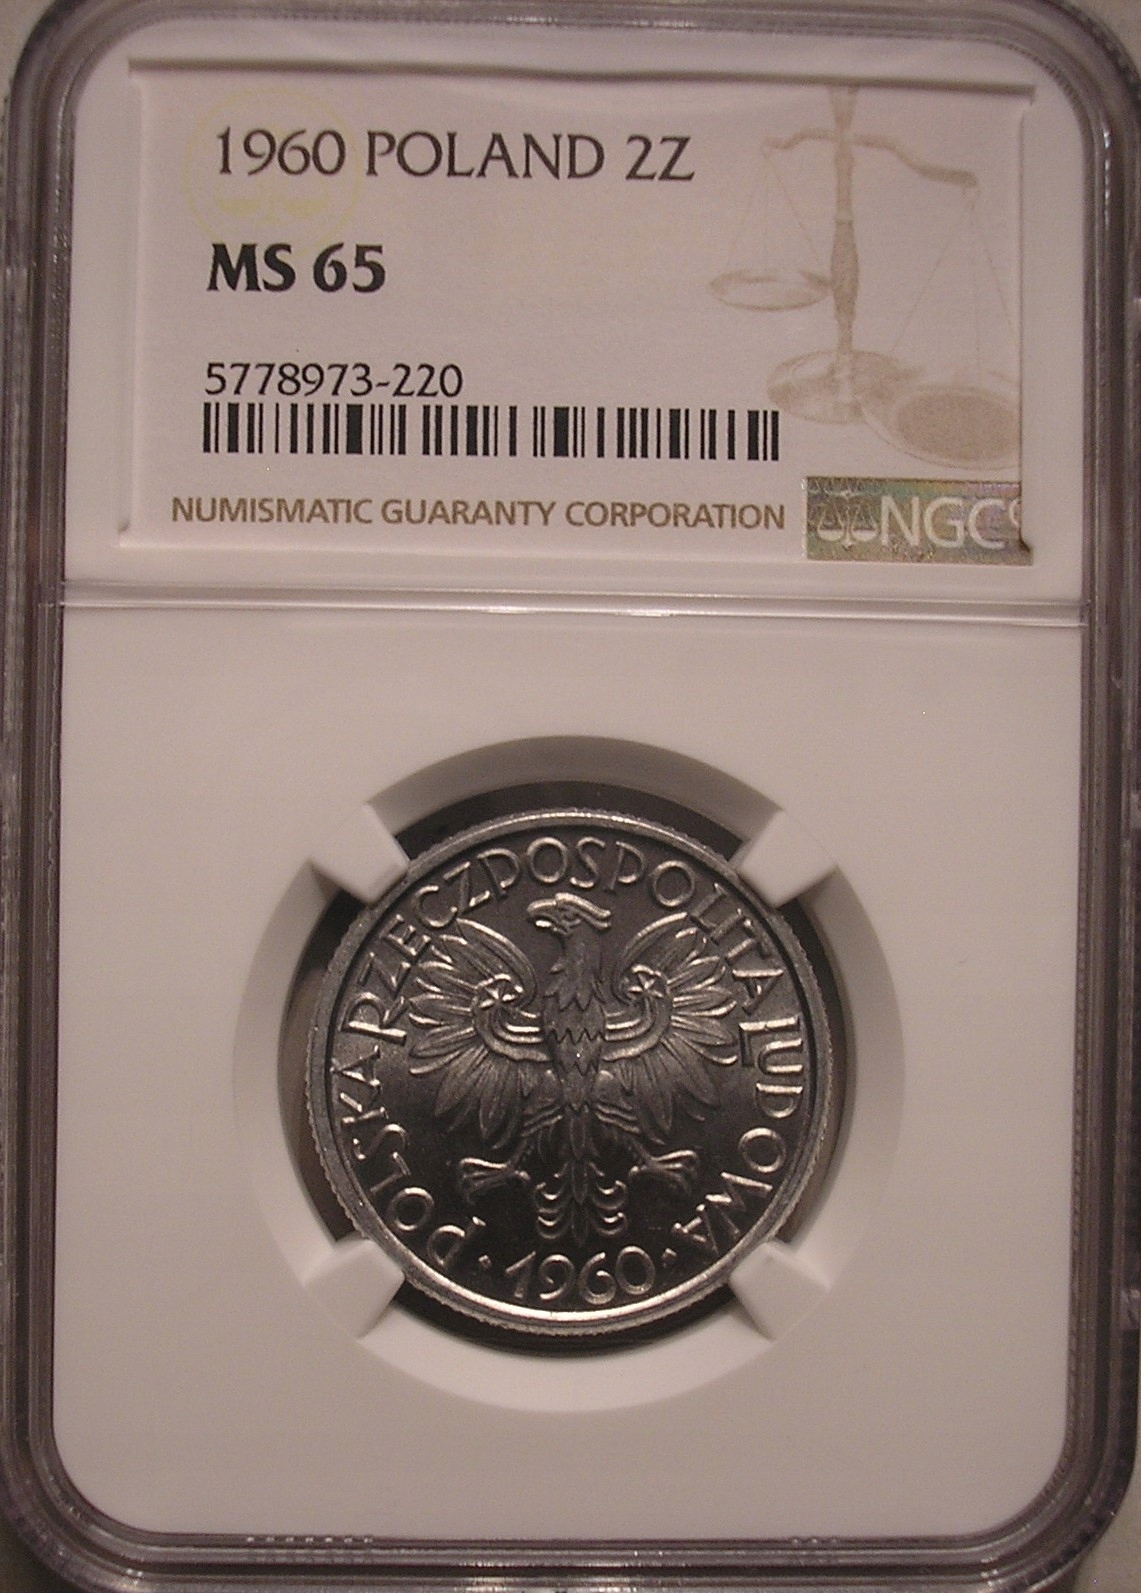 1960 POLAND 2Z
MS 65
5778973-220
NUMISMATIC GUARANTY CORPORATION
NGC
POLSKA RZECZPOSPOLITA LUDOWA
· 1960 ·